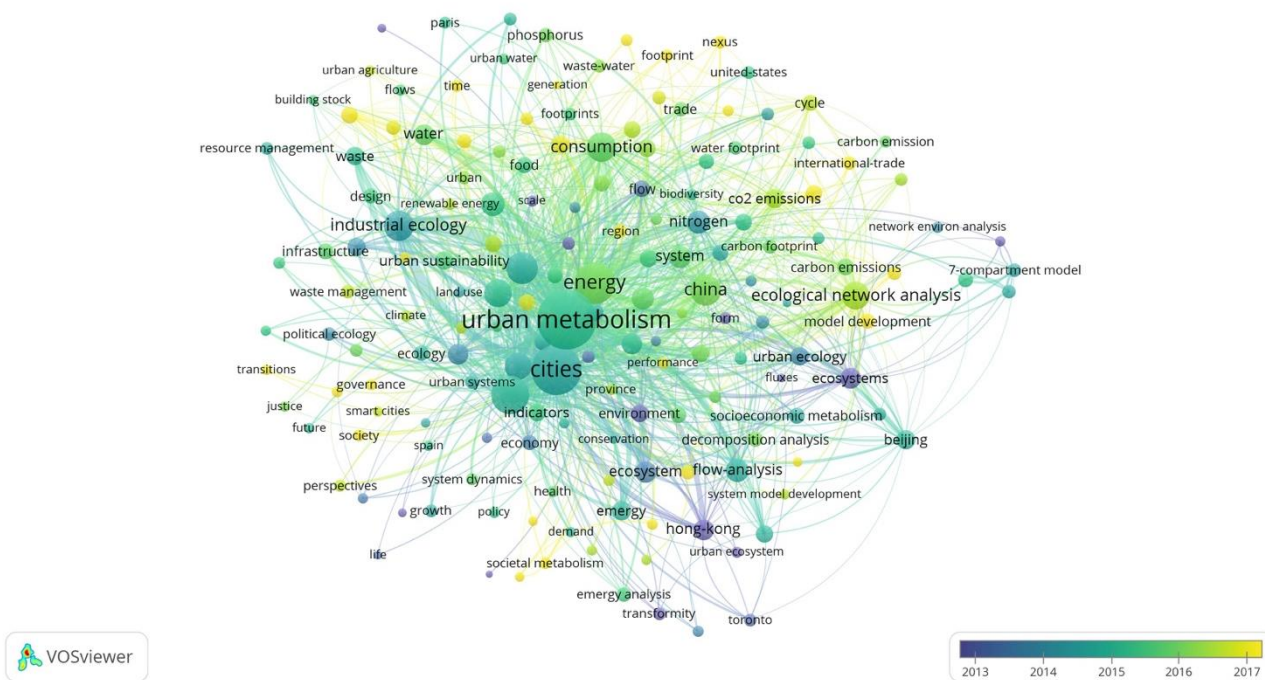 paris
phosphorus
urban water
waste-water
footprint
nexus
urban agriculture
flows
time
generation
united-states
building stock
footprints
trade
cycle
resource management
waste
water
consumption
water footprint
carbon emission
international-trade
food
urban
design
renewable energy
scale
flow
biodiversity
co2 emissions
industrial ecology
nitrogen
region
network environ analysis
infrastructure
urban sustainability
system
carbon footprint
carbon emissions
7-compartment model
waste management
land use
energy
china
ecological network analysis
climate
urban metabolism
form
model development
political ecology
ecology
urban ecology
transitions
governance
urban systems
cities
performance
fluxes
ecosystems
province
justice
smart cities
indicators
environment
socioeconomic metabolism
future
society
spain
economy
conservation
decomposition analysis
beijing
perspectives
system dynamics
health
ecosystem
flow-analysis
system model development
growth
policy
emergy
demand
hong-kong
life
societal metabolism
urban ecosystem
emergy analysis
transformity
toronto
VOSviewer
2013 2014 2015 2016 2017